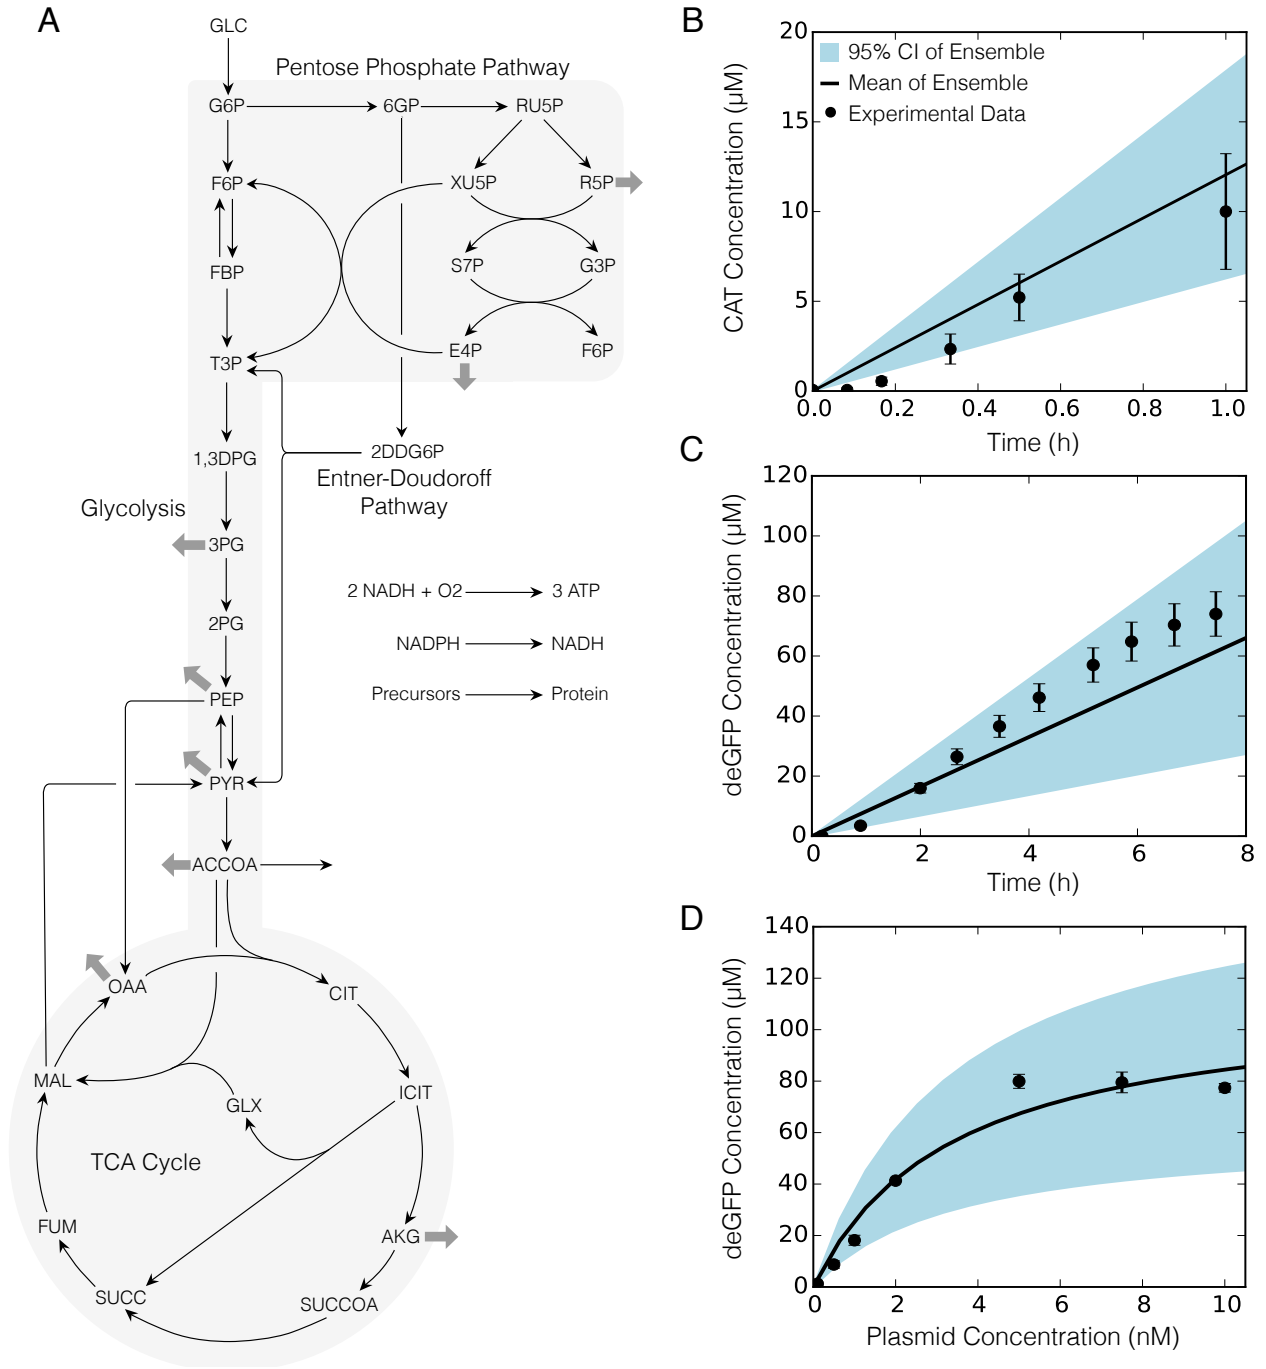 A
GLC
Pentose Phosphate Pathway
G6P
6GP
RU5P
F6P
XU5P
R5P
FBP
S7P
G3P
T3P
E4P
F6P
1,3DPG
2DDG6P
Entner-Doudoroff
Pathway
Glycolysis
3PG
2 NADH + O2
3 ATP
2PG
NADPH
NADH
PEP
Precursors
Protein
PYR
ACCOA
OAA
CIT
MAL
GLX
ICIT
TCA Cycle
FUM
AKG
SUCC
SUCCOA
B
CAT Concentration (µM)
20
15
10
5
0
95% CI of Ensemble
Mean of Ensemble
Experimental Data
0.0 0.2 0.4 0.6 0.8 1.0
Time (h)
C
deGFP Concentration (µM)
120
100
80
60
40
20
0
0 2 4 6 8
Time (h)
D
deGFP Concentration (µM)
140
120
100
80
60
40
20
0
0 2 4 6 8 10
Plasmid Concentration (nM)